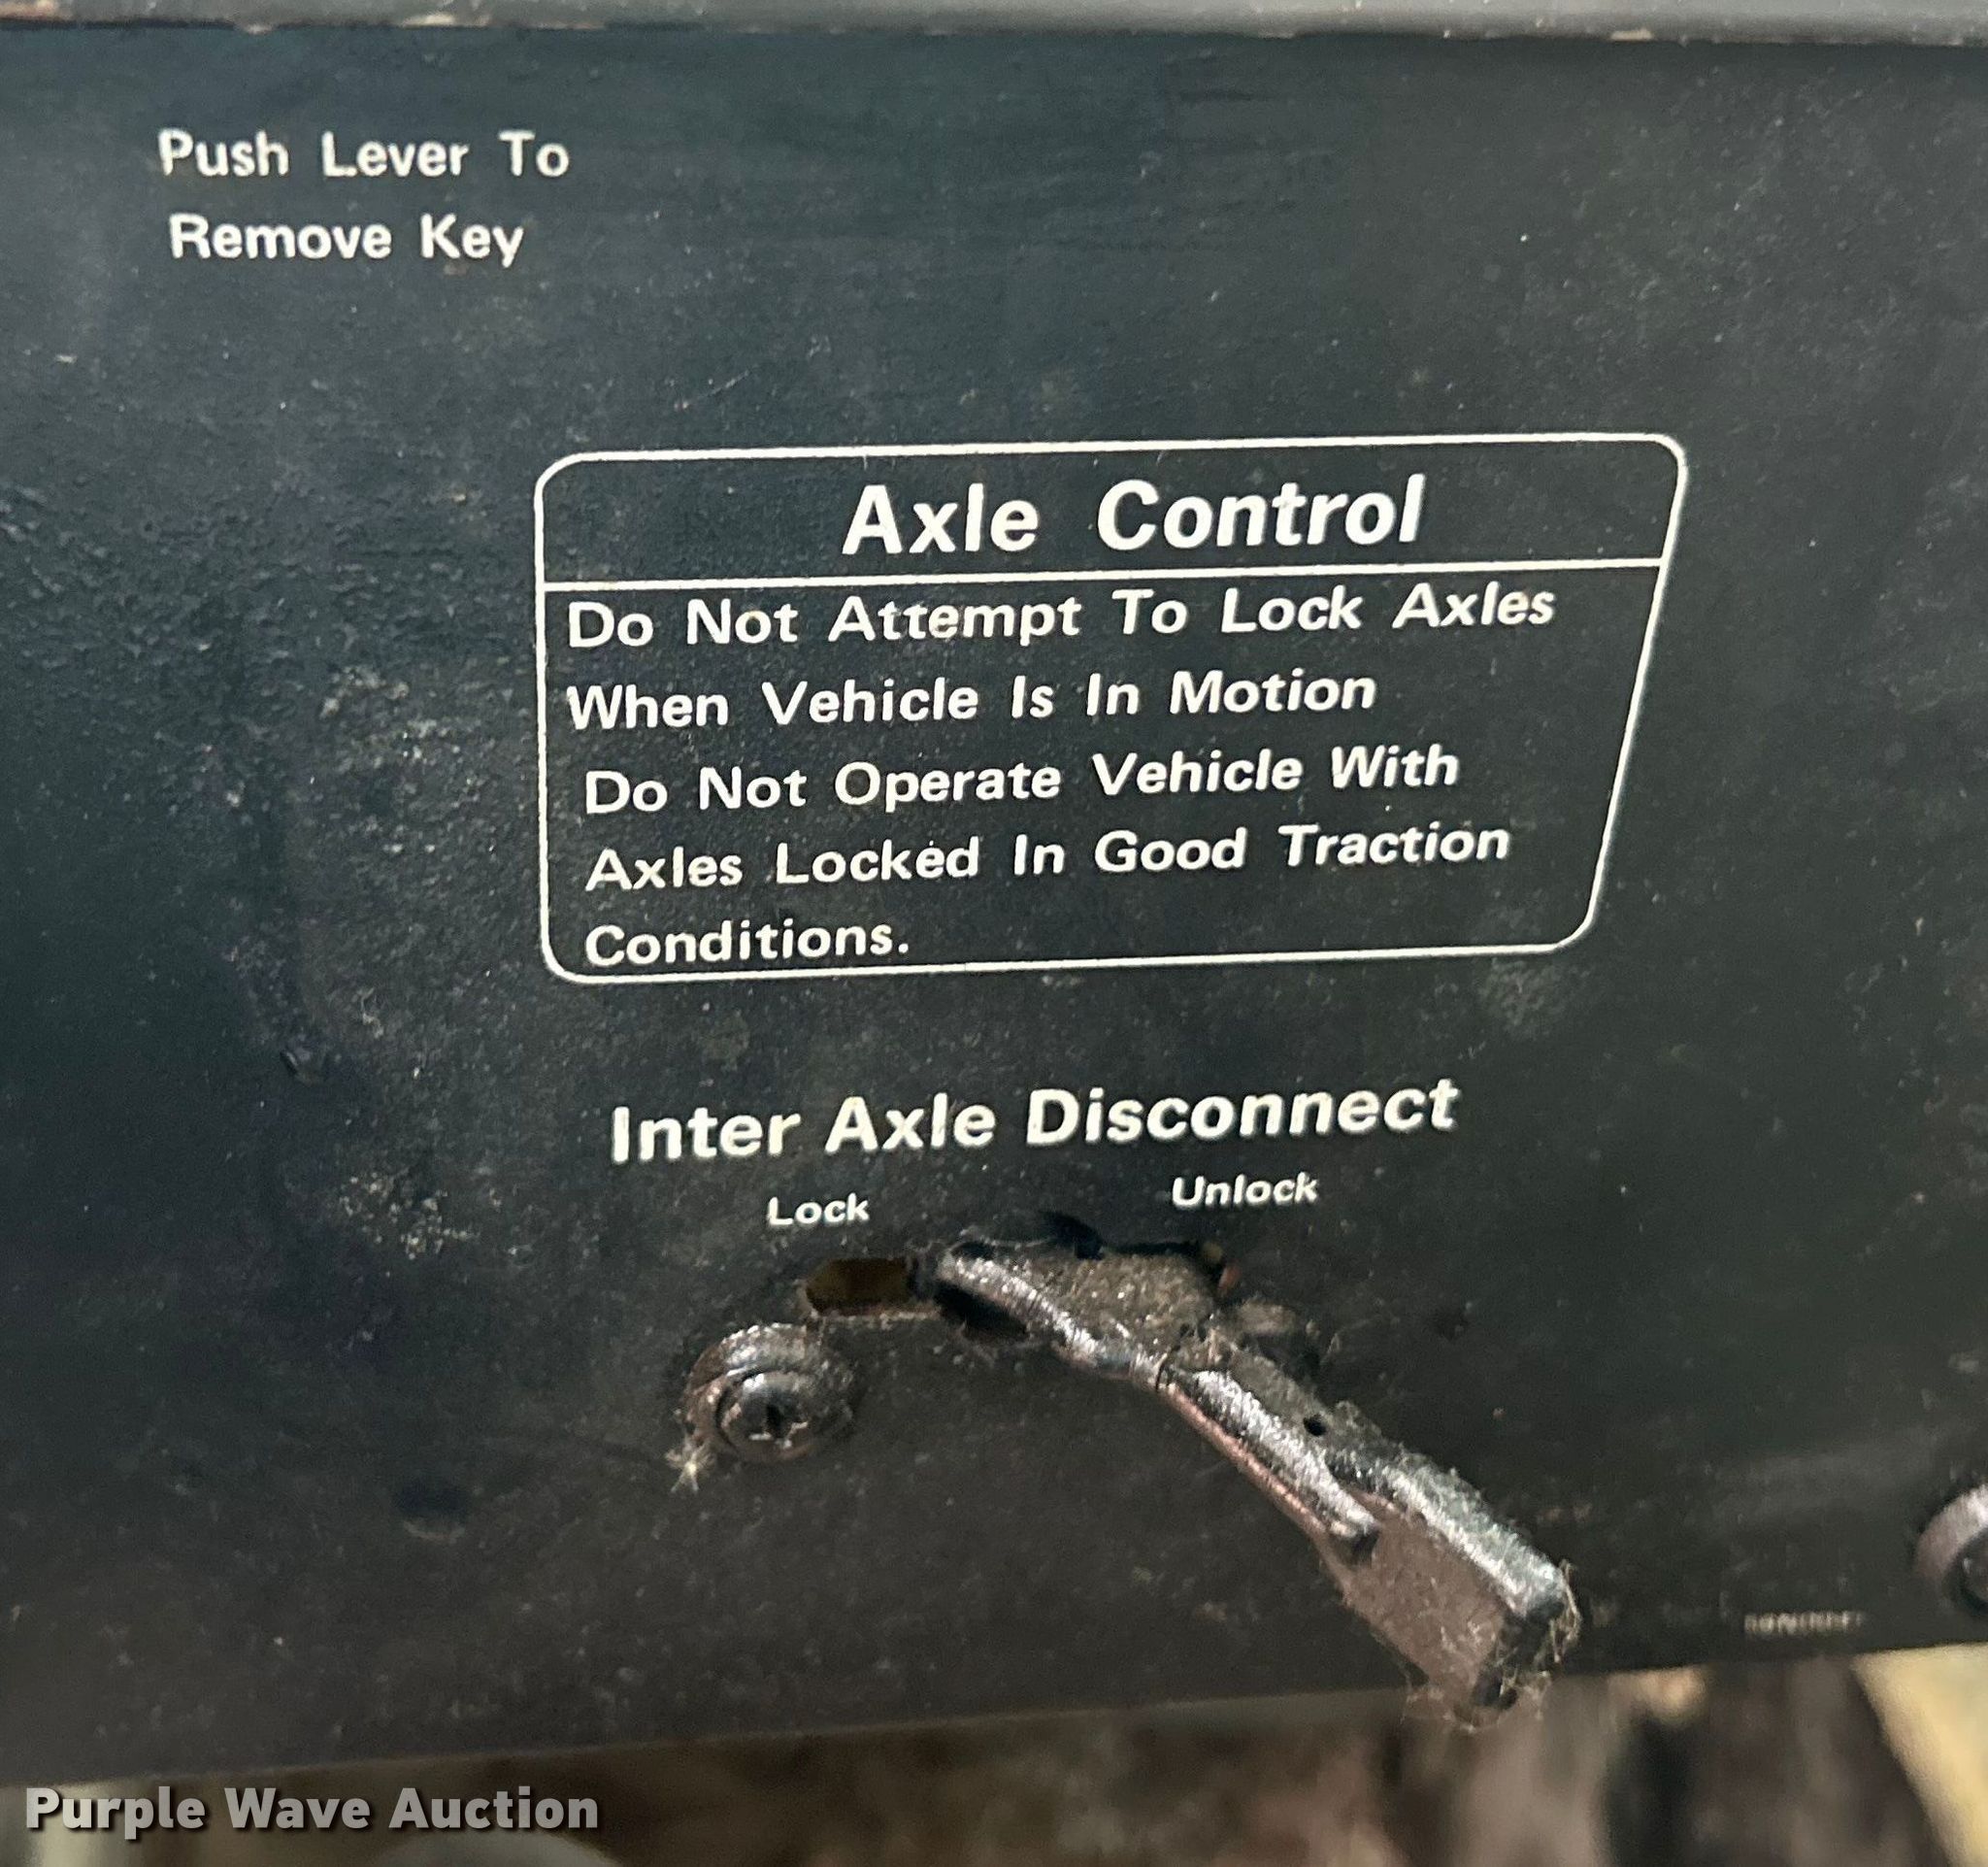 Push Lever To
Remove Key
Axle Control
Do Not Attempt To Lock Axles
When Vehicle Is In Motion
Do Not Operate Vehicle With
Axles Locked In Good Traction
Conditions.
Inter Axle Disconnect
Lock Unlock
Purple Wave Auction